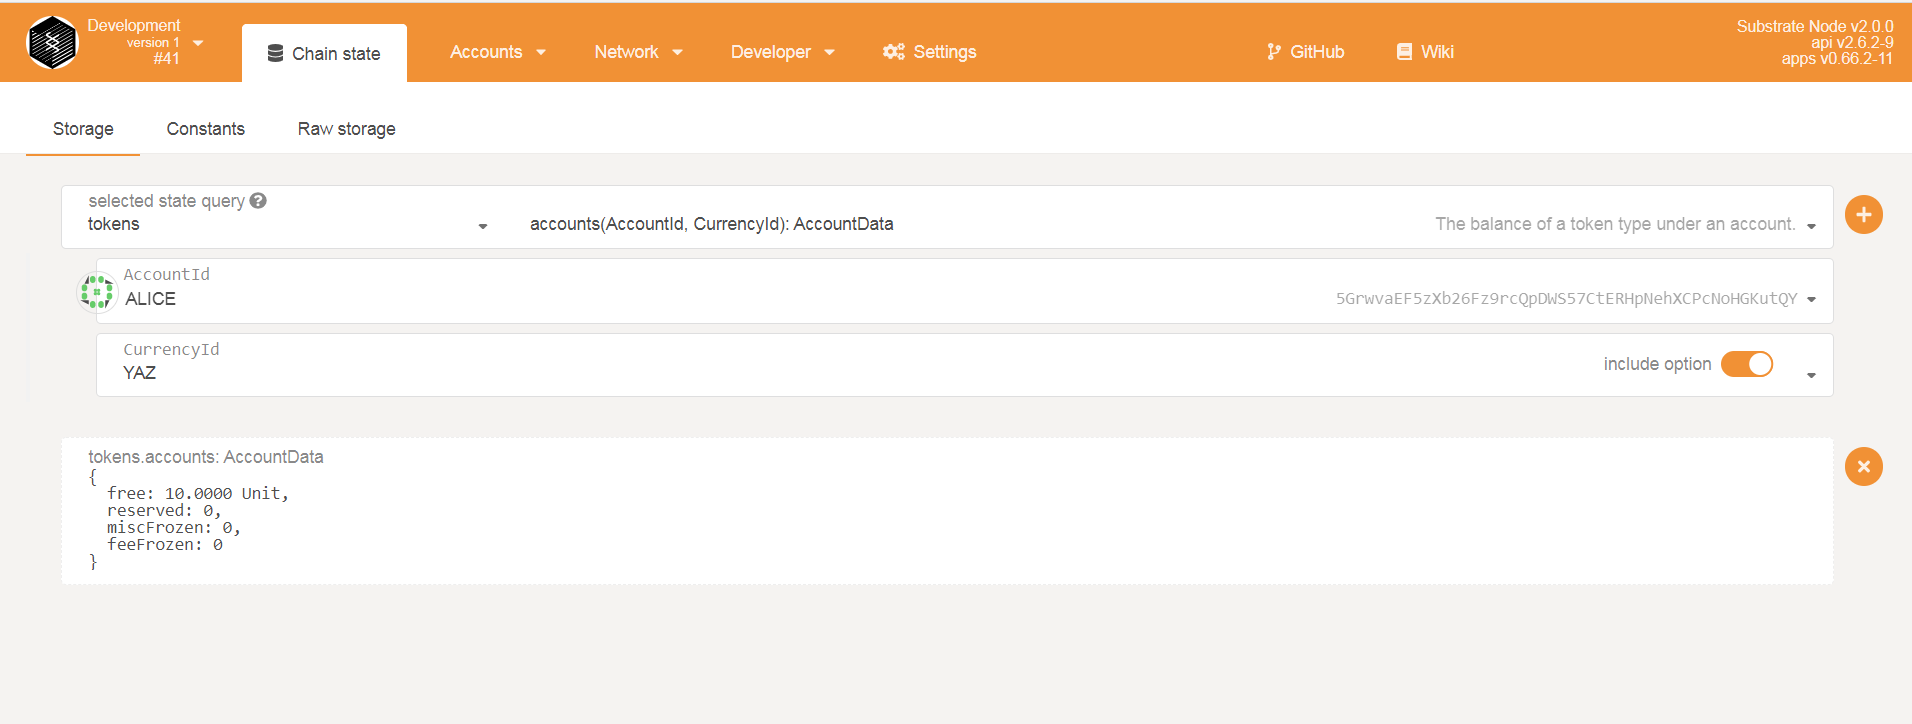 Development
version 1
#41
Chain state
Accounts
Network
Developer
Settings
GitHub
Wiki
Substrate Node v2.0.0
api v2.6.2-9
apps v0.66.2-11
Storage
Constants
Raw storage
selected state query
tokens
accounts(AccountId, CurrencyId): AccountData
The balance of a token type under an account.
AccountId
ALICE
5GrwvaEF5zXb26Fz9rcQpDWS57CtERHpNehXCPcNoHGKutQY
CurrencyId
YAZ
include option
tokens.accounts: AccountData
{
free: 10.0000 Unit,
reserved: 0,
miscFrozen: 0,
feeFrozen: 0
}